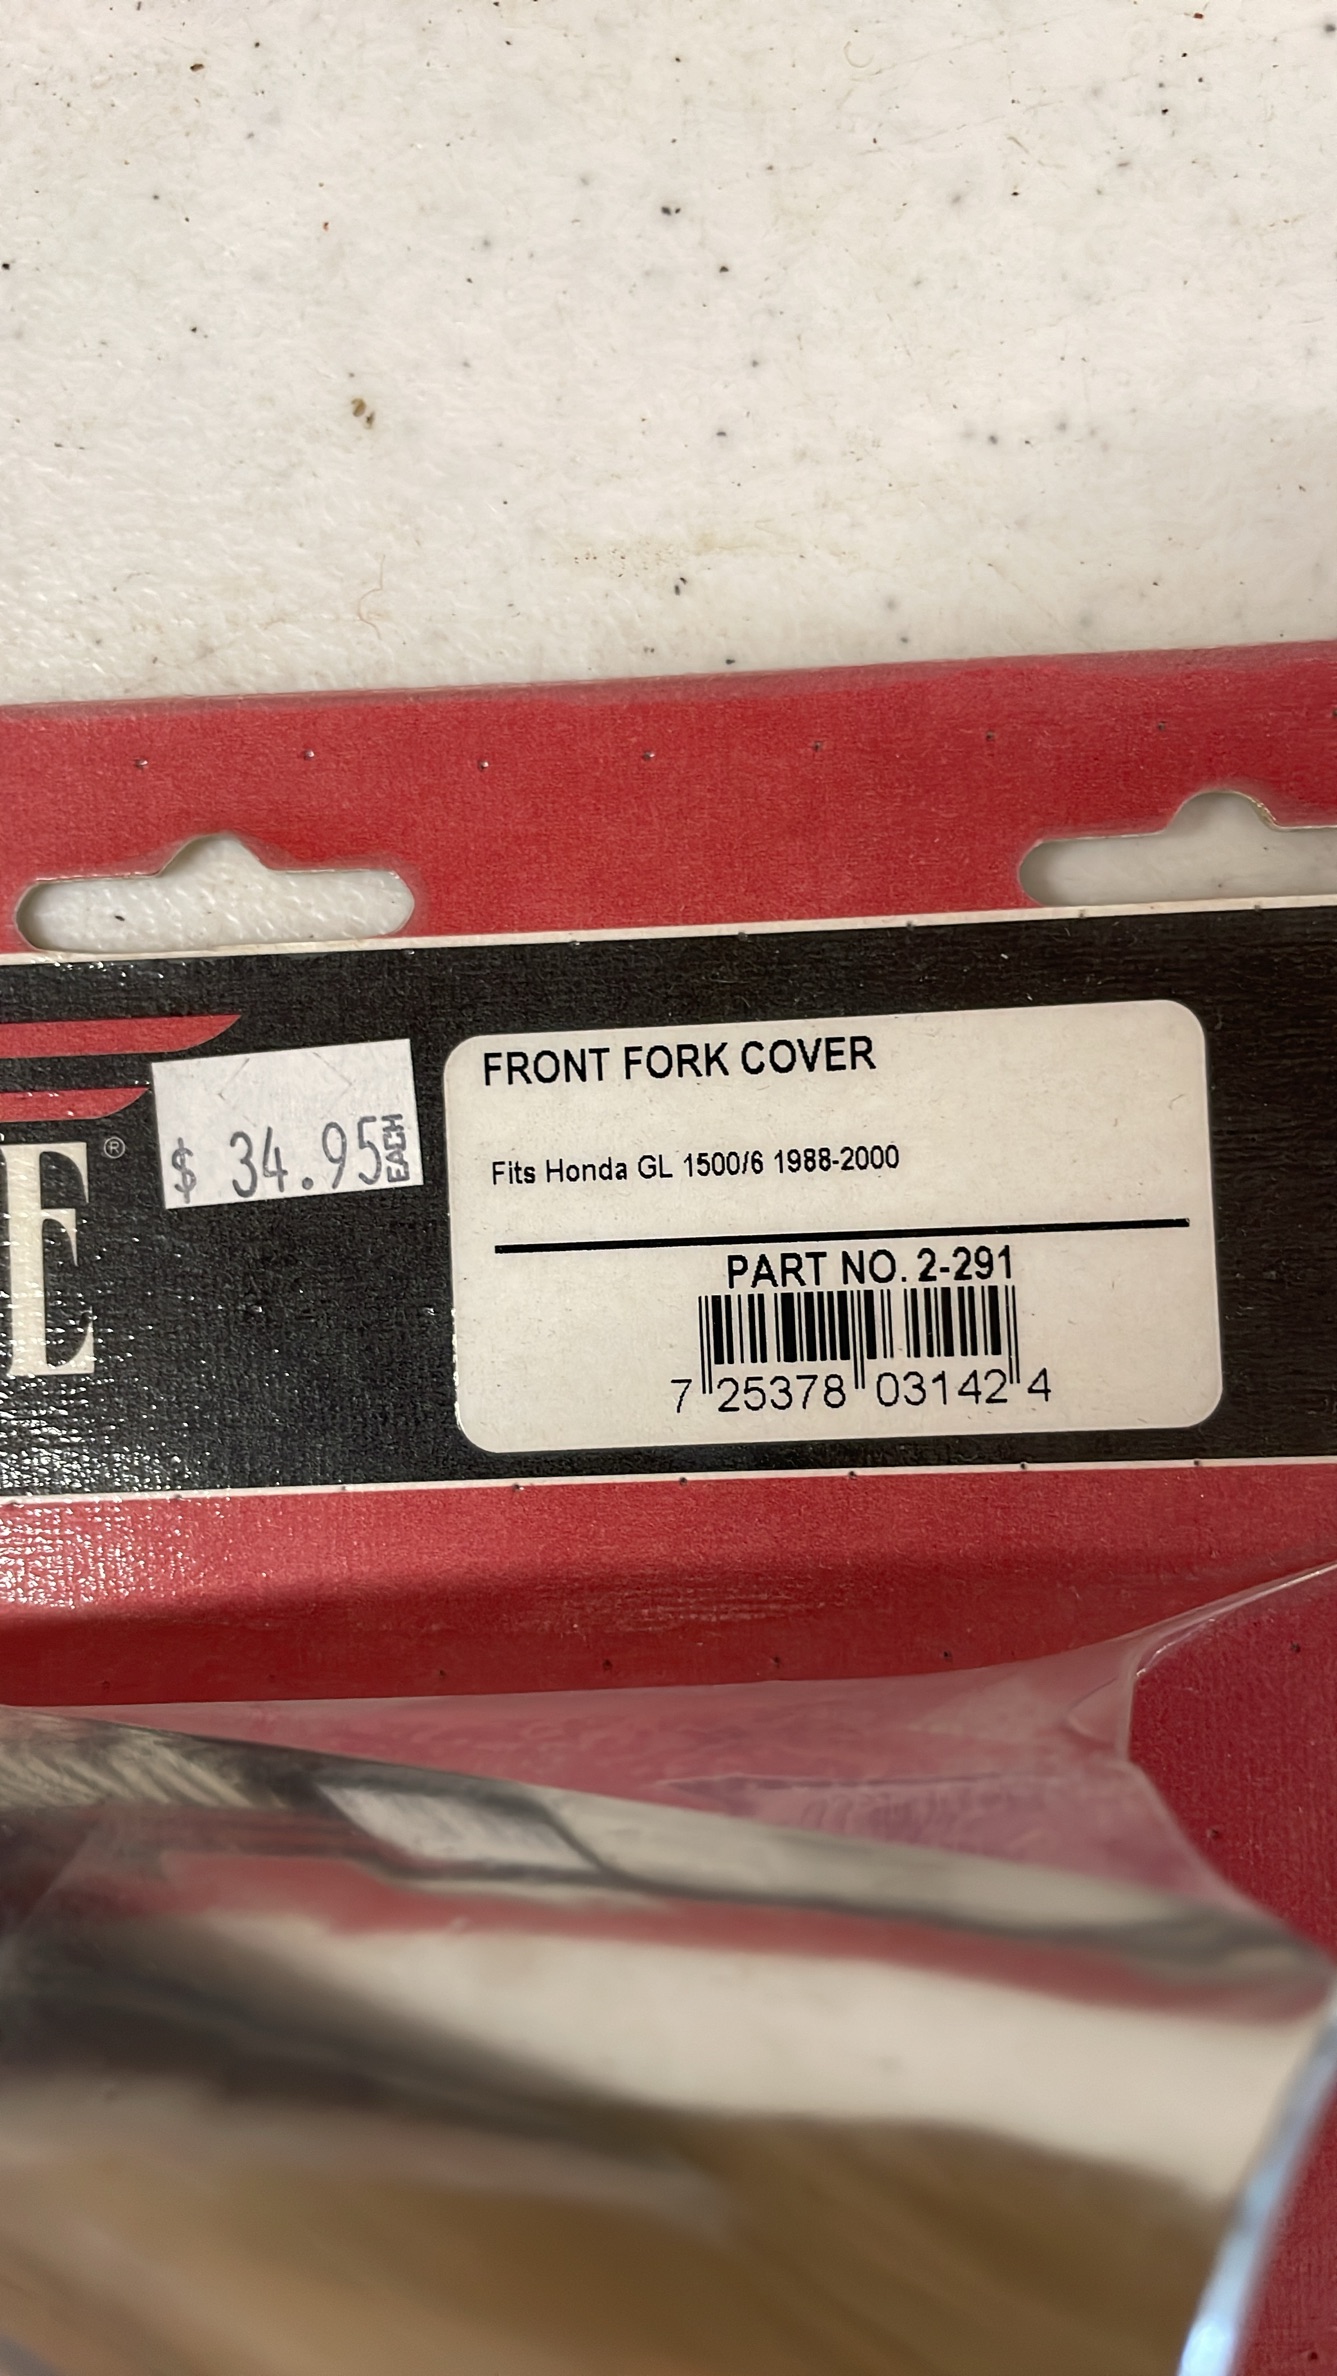 E®
$ 34.95 EACH
FRONT FORK COVER
Fits Honda GL 1500/6 1988-2000
PART NO. 2-291
7 25378 03142 4